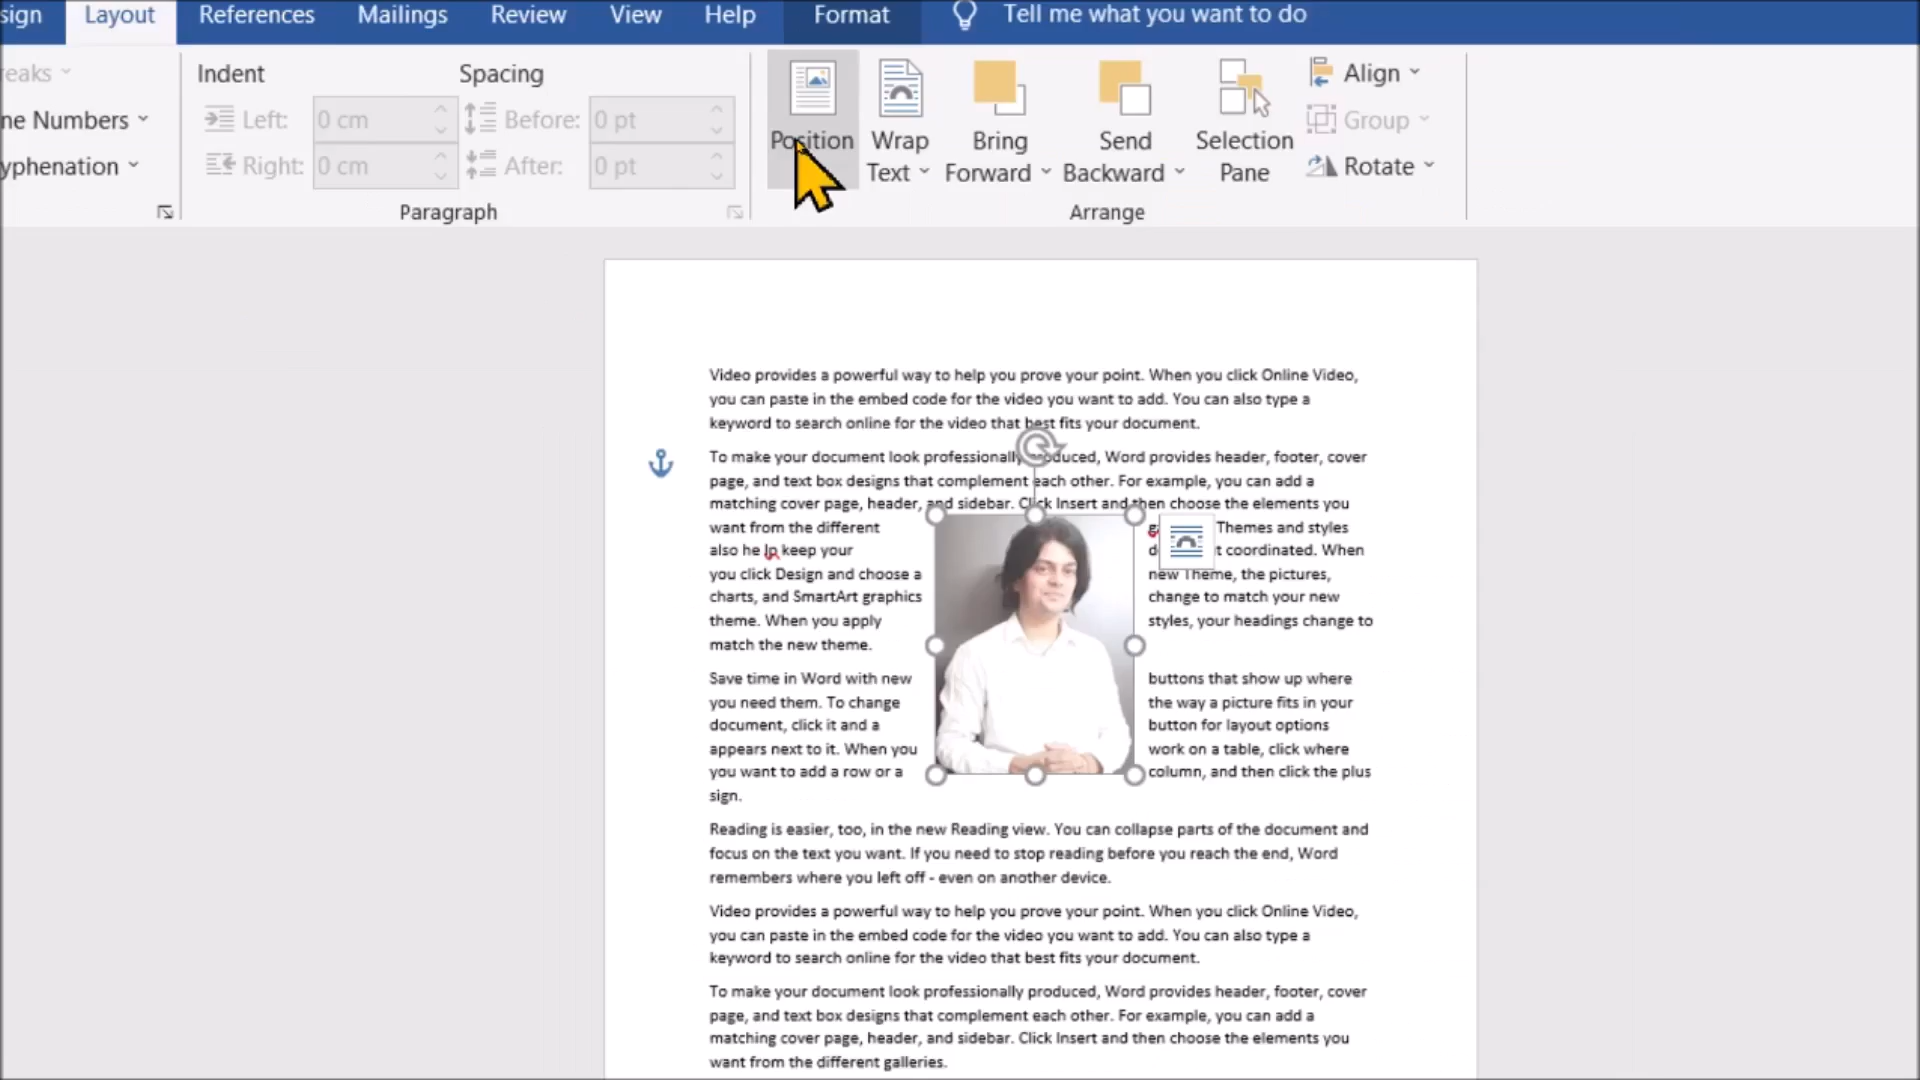 sign Layout References Mailings Review View Help Format Tell me what you want to do
reaks Indent Spacing Align
ne Numbers Left: 0 cm Before: 0 pt Group
yphenation Right: 0 cm After: 0 pt Rotate
Position Wrap Text Bring Forward Send Backward Selection Pane
Paragraph Arrange
Video provides a powerful way to help you prove your point. When you click Online Video,
you can paste in the embed code for the video you want to add. You can also type a
keyword to search online for the video that best fits your document.
To make your document look professionally produced, Word provides header, footer, cover
page, and text box designs that complement each other. For example, you can add a
matching cover page, header, and sidebar. Click Insert and then choose the elements you
want from the different Themes and styles
also he lp keep your coordinated. When
you click Design and choose a new Theme, the pictures,
charts, and SmartArt graphics change to match your new
theme. When you apply styles, your headings change to
match the new theme.
Save time in Word with new buttons that show up where
you need them. To change the way a picture fits in your
document, click it and a button for layout options
appears next to it. When you work on a table, click where
you want to add a row or a column, and then click the plus
sign.
Reading is easier, too, in the new Reading view. You can collapse parts of the document and
focus on the text you want. If you need to stop reading before you reach the end, Word
remembers where you left off - even on another device.
Video provides a powerful way to help you prove your point. When you click Online Video,
you can paste in the embed code for the video you want to add. You can also type a
keyword to search online for the video that best fits your document.
To make your document look professionally produced, Word provides header, footer, cover
page, and text box designs that complement each other. For example, you can add a
matching cover page, header, and sidebar. Click Insert and then choose the elements you
want from the different galleries.